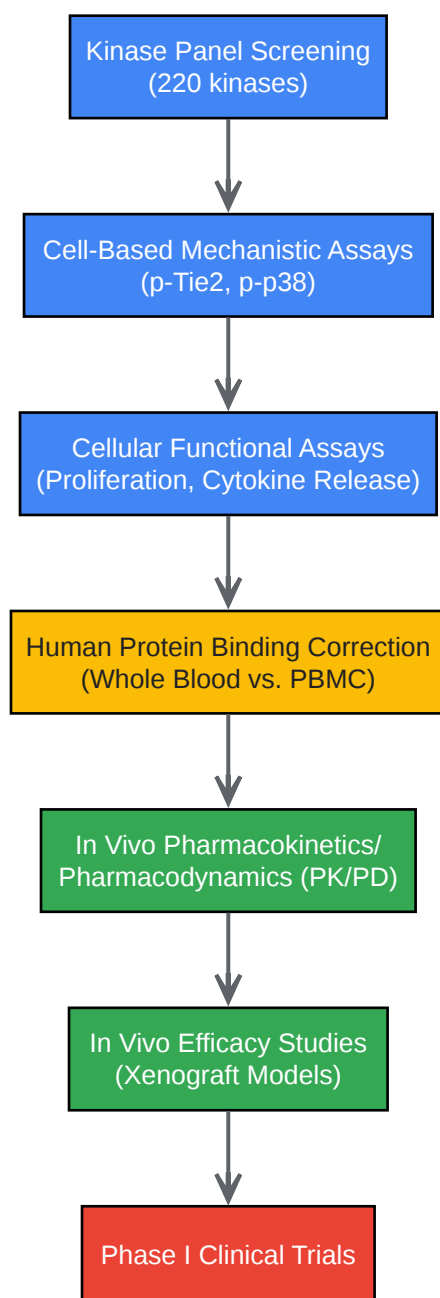 Kinase Panel Screening
(220 kinases)
Cell-Based Mechanistic Assays
(p-Tie2, p-p38)
Cellular Functional Assays
(Proliferation, Cytokine Release)
Human Protein Binding Correction
(Whole Blood vs. PBMC)
In Vivo Pharmacokinetics/
Pharmacodynamics (PK/PD)
In Vivo Efficacy Studies
(Xenograft Models)
Phase I Clinical Trials